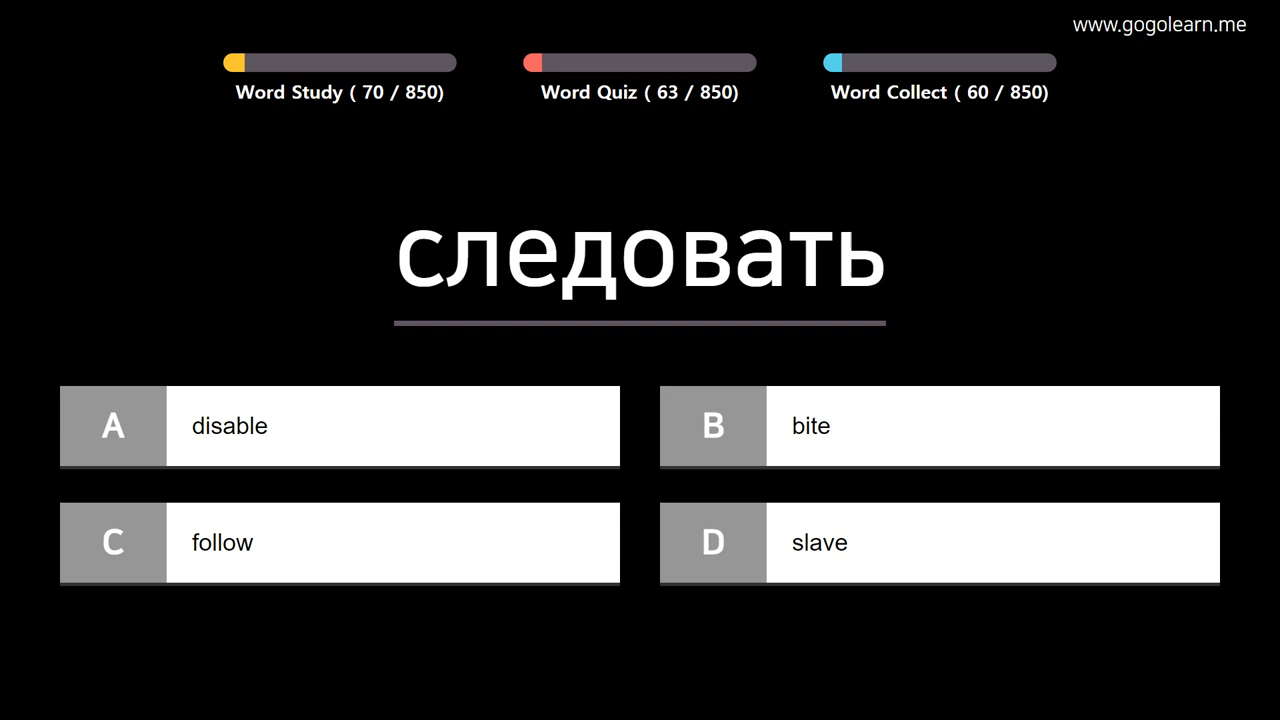 www.gogolearn.me
Word Study ( 70 / 850)
Word Quiz ( 63 / 850)
Word Collect ( 60 / 850)
следовать
A disable
B bite
C follow
D slave